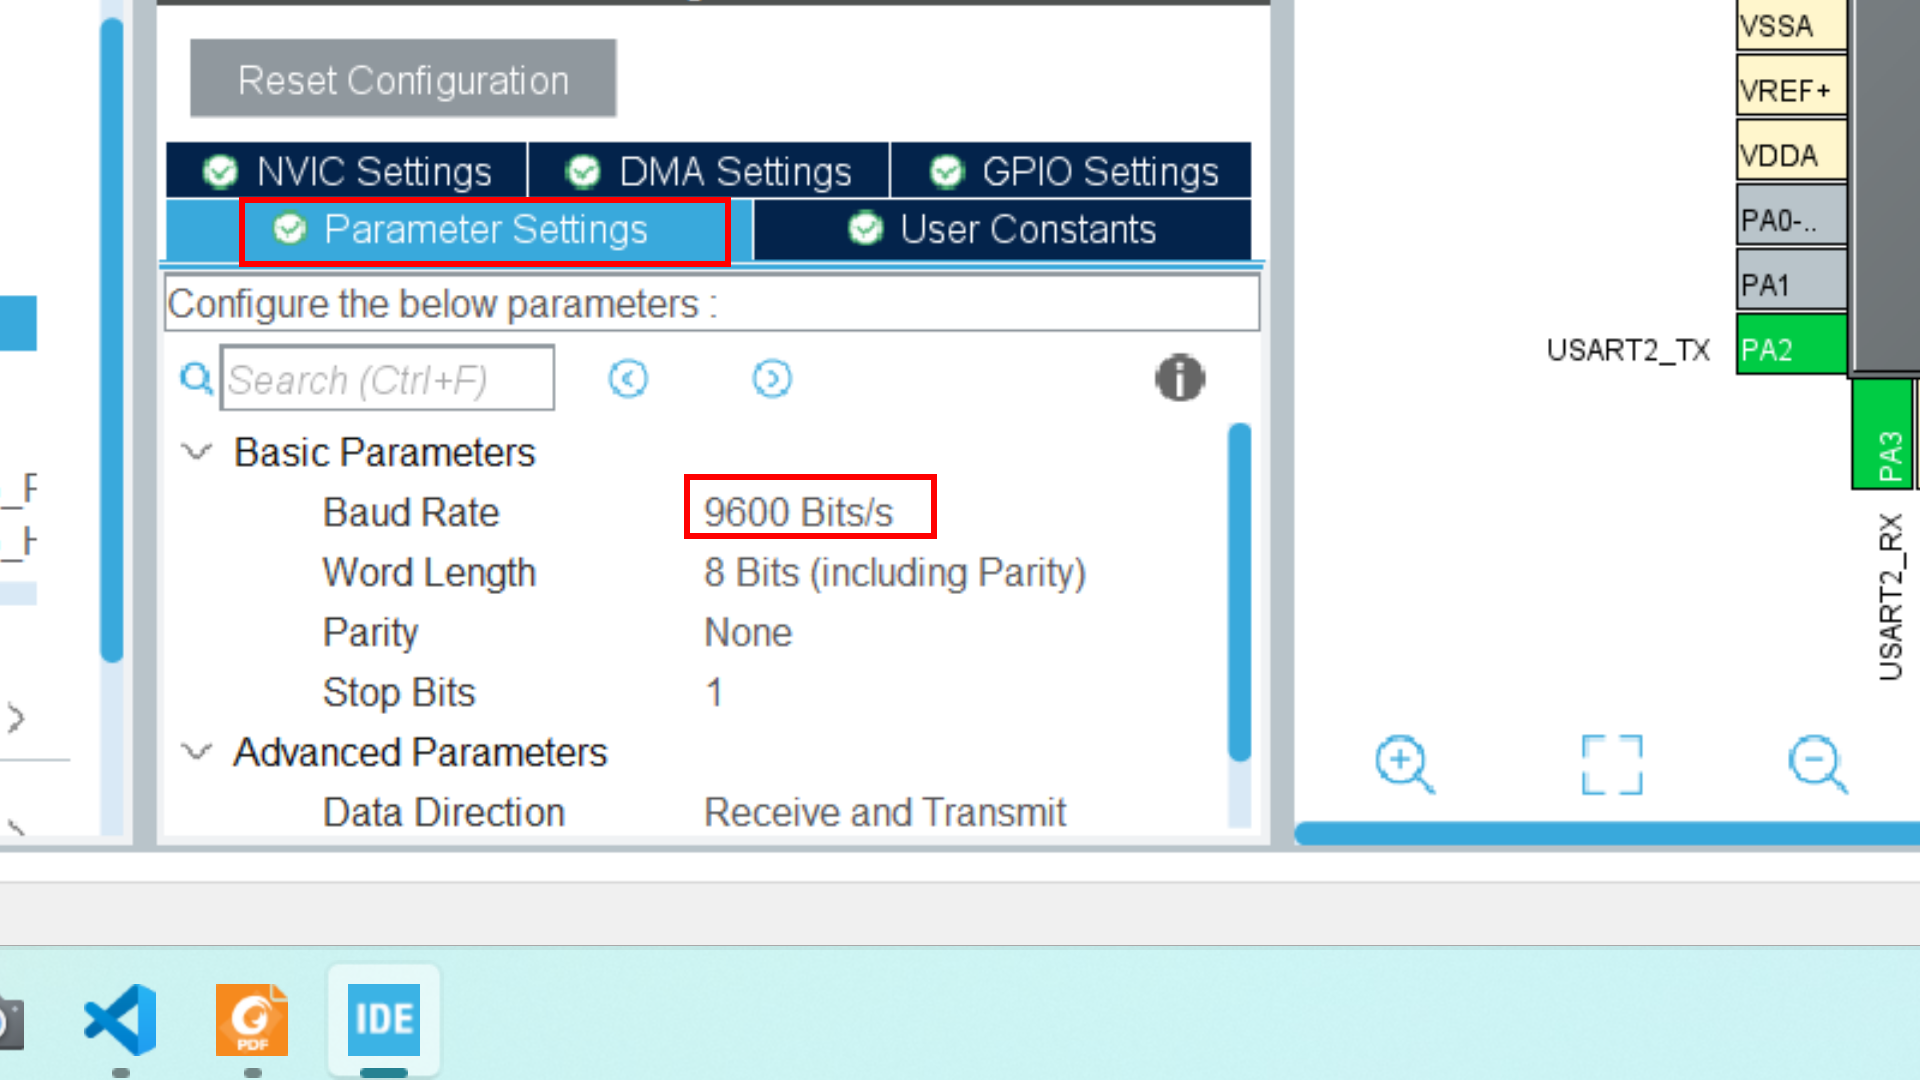 Reset Configuration
NVIC Settings
DMA Settings
GPIO Settings
Parameter Settings
User Constants
Configure the below parameters :
Search (Ctrl+F)
Basic Parameters
Baud Rate 9600 Bits/s
Word Length 8 Bits (including Parity)
Parity None
Stop Bits 1
Advanced Parameters
Data Direction Receive and Transmit
VSSA
VREF+
VDDA
PA0-..
PA1
USART2_TX PA2
PA3
USART2_RX
PDF
IDE